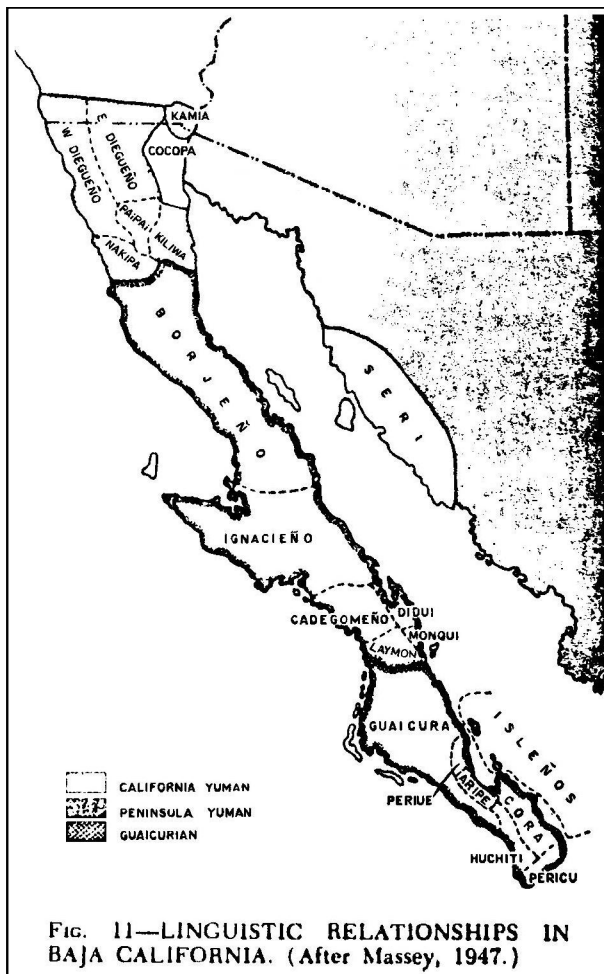 KAMIA
COCOPA
E DIEGUEÑO
W DIEGUEÑO
PAIPAI
KILIWA
NAKIPA
BORJEÑO
SERI
IGNACIEÑO
CADEGOMEÑO
DIDUI
MONQUI
LAYMON
GUAICURA
ISLEÑOS
PERIUE
ARIPE
CORA
HUCHITI
PERICU
CALIFORNIA YUMAN
PENINSULA YUMAN
GUAICURIAN
FIG. 11—LINGUISTIC RELATIONSHIPS IN
BAJA CALIFORNIA. (After Massey, 1947.)